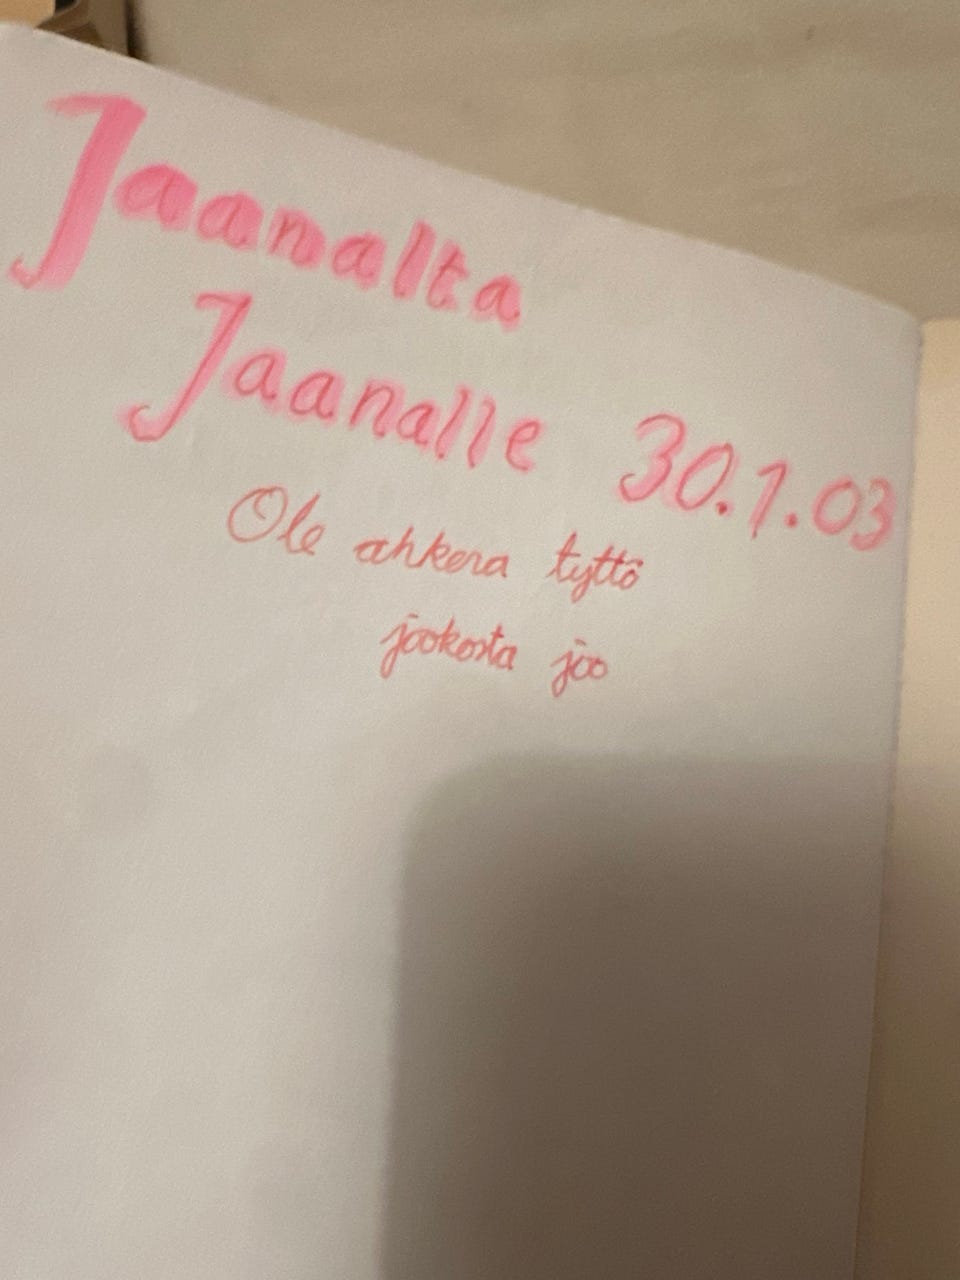 Jaanalta
Jaanalle 30.1.03
Ole ahkera tyttö
jookosta joo